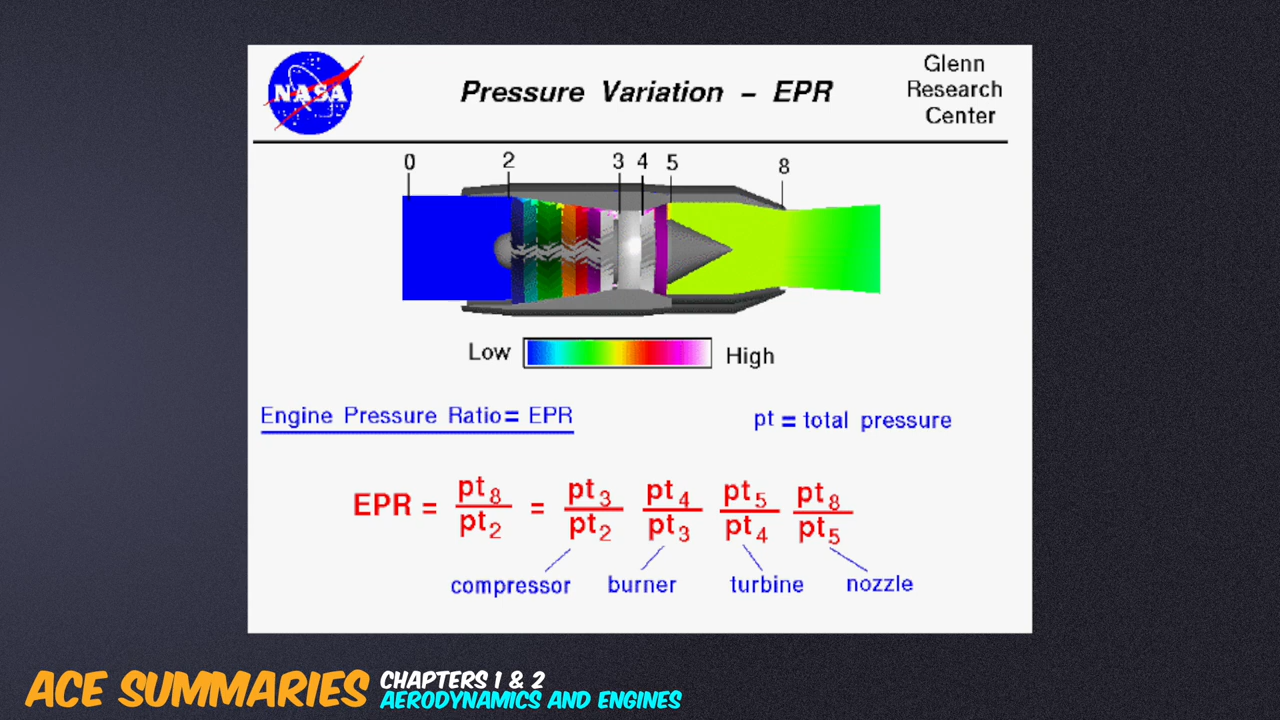 NASA
Pressure Variation - EPR
Glenn
Research
Center
0 2 3 4 5 8
Low High
Engine Pressure Ratio = EPR
pt = total pressure
EPR = pt8/pt2 = pt3/pt2 pt4/pt3 pt5/pt4 pt8/pt5
compressor burner turbine nozzle
ACE SUMMARIES
CHAPTERS 1 & 2
AERODYNAMICS AND ENGINES